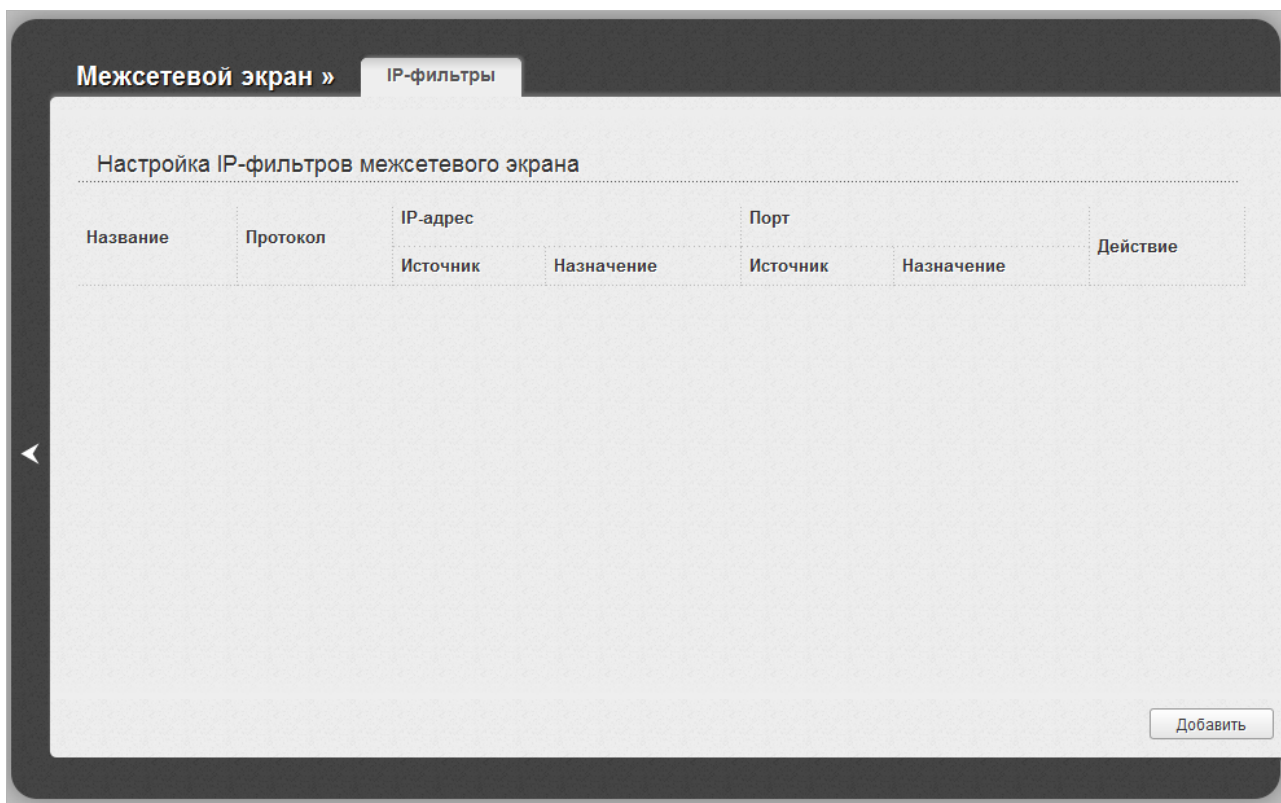 Межсетевой экран »
IP-фильтры
Настройка IP-фильтров межсетевого экрана
Название Протокол IP-адрес Порт Действие
Источник Назначение Источник Назначение
Добавить